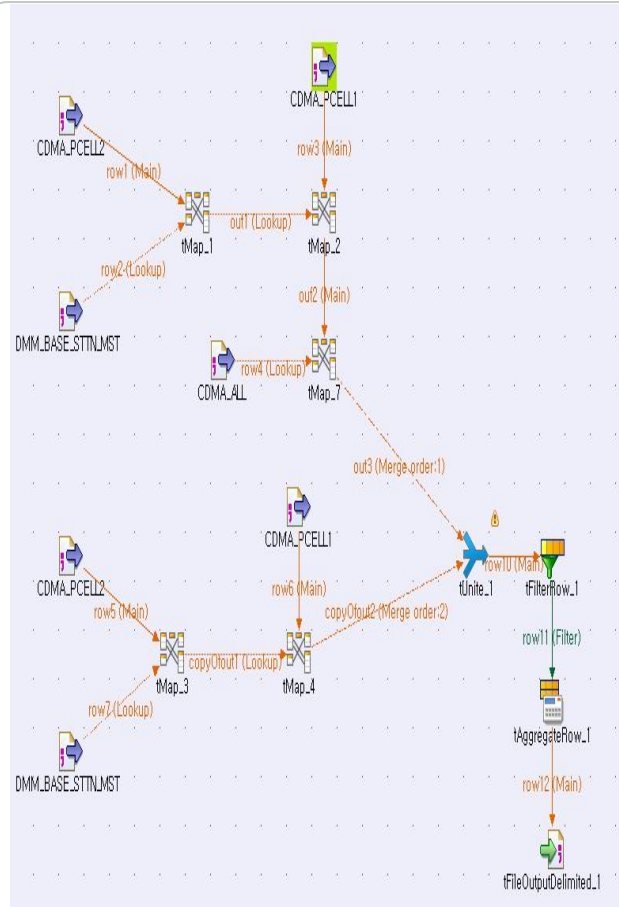 CDMA_PCELL1
CDMA_PCELL2
row3 (Main)
row1 (Main)
out1 (Lookup)
tMap_1
tMap_2
row2 (Lookup)
out2 (Main)
DMM_BASE_STTN_MST
row4 (Lookup)
CDMA_ALL
tMap_7
out3 (Merge order:1)
CDMA_PCELL1
CDMA_PCELL2
row6 (Main)
row10 (Main)
tUnite_1
tFilterRow_1
row5 (Main)
copyOfout2 (Merge order:2)
row11 (Filter)
copyOfout1 (Lookup)
tMap_3
tMap_4
row7 (Lookup)
tAggregateRow_1
DMM_BASE_STTN_MST
row12 (Main)
tFileOutputDelimited_1